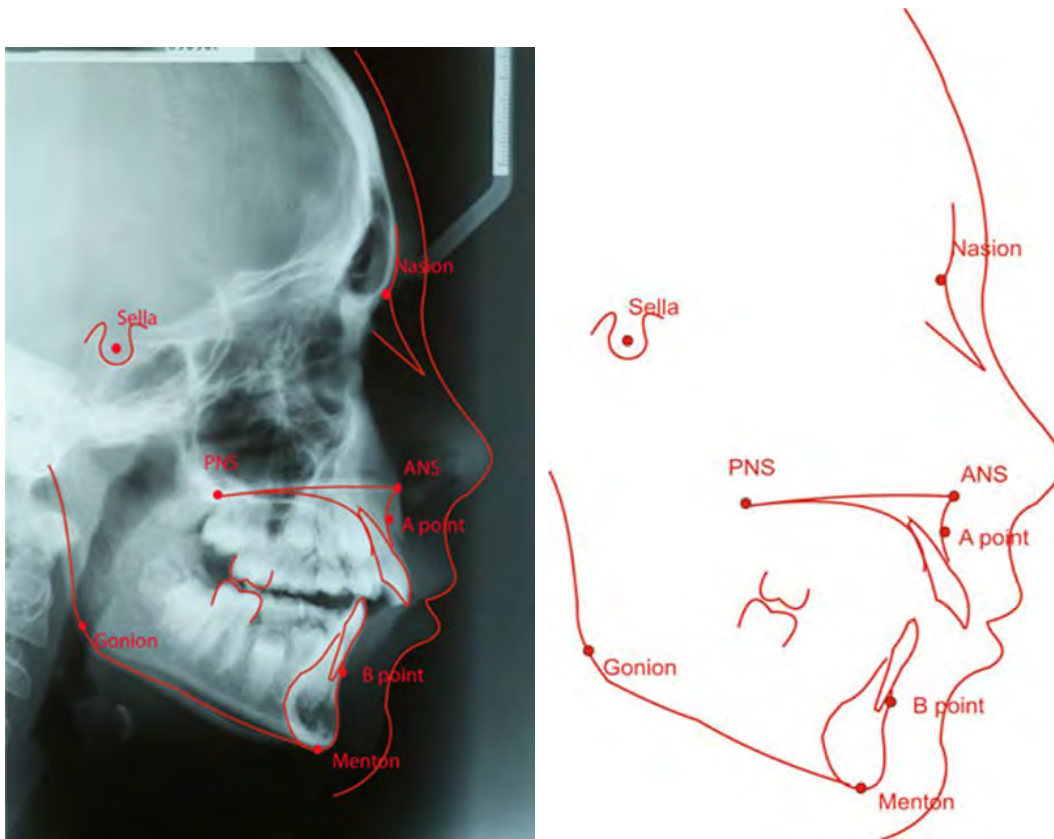 Nasion
Sella
PNS
ANS
A point
Gonion
B point
Menton
Nasion
Sella
PNS
ANS
A point
Gonion
B point
Menton